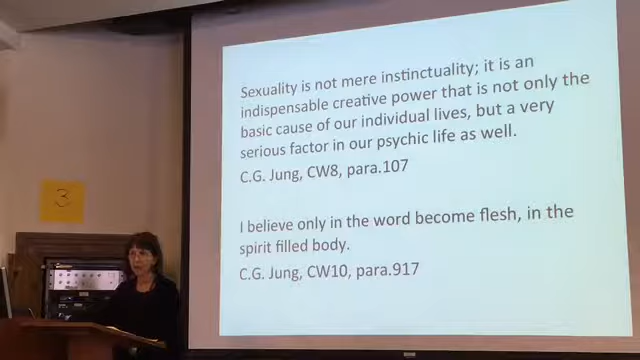 Sexuality is not mere instinctuality; it is an
indispensable creative power that is not only the
basic cause of our individual lives, but a very
serious factor in our psychic life as well.
C.G. Jung, CW8, para.107
I believe only in the word become flesh, in the
spirit filled body.
C.G. Jung, CW10, para.917
3